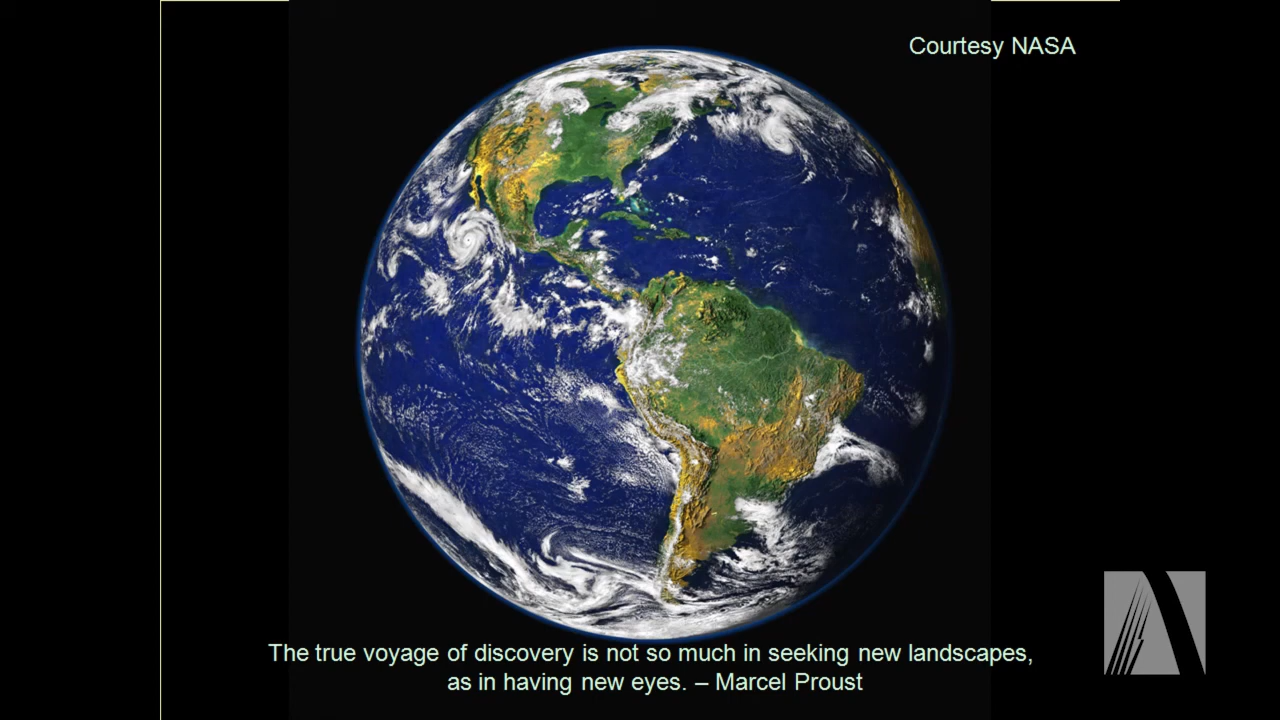 Courtesy NASA
The true voyage of discovery is not so much in seeking new landscapes,
as in having new eyes. – Marcel Proust